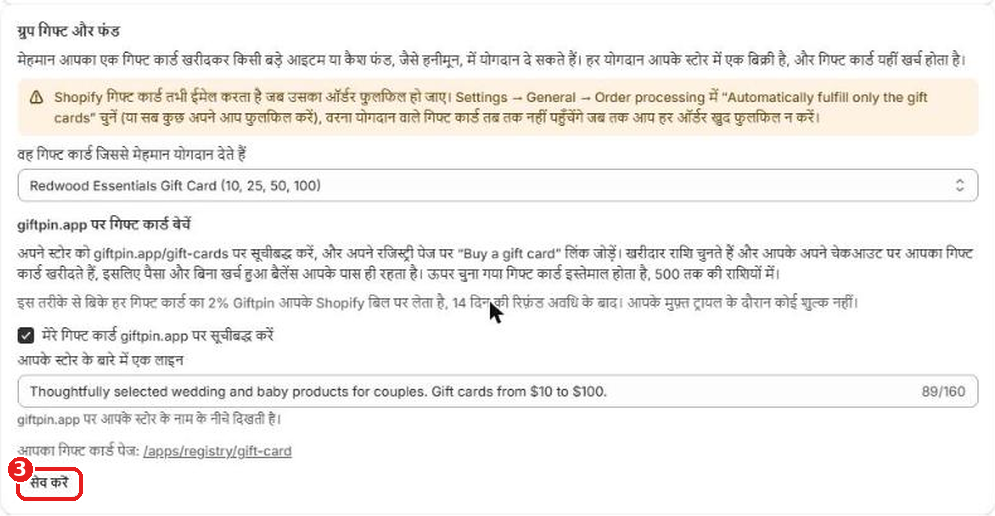 ग्रुप गिफ्ट और फंड
मेहमान आपका एक गिफ्ट कार्ड खरीदकर किसी बड़े आइटम या कैश फंड, जैसे हनीमून, में योगदान दे सकते हैं। हर योगदान आपके स्टोर में एक बिक्री है, और गिफ्ट कार्ड यहीं खर्च होता है।
Shopify गिफ्ट कार्ड तभी ईमेल करता है जब उसका ऑर्डर फुलफिल हो जाए। Settings → General → Order processing में “Automatically fulfill only the gift
cards” चुनें (या सब कुछ अपने आप फुलफिल करें), वरना योगदान वाले गिफ्ट कार्ड तब तक नहीं पहुँचेंगे जब तक आप हर ऑर्डर खुद फुलफिल न करें।
वह गिफ्ट कार्ड जिससे मेहमान योगदान देते हैं
Redwood Essentials Gift Card (10, 25, 50, 100)
giftpin.app पर गिफ्ट कार्ड बेचें
अपने स्टोर को giftpin.app/gift-cards पर सूचीबद्ध करें, और अपने रजिस्ट्री पेज पर “Buy a gift card” लिंक जोड़ें। खरीदार राशि चुनते हैं और आपके अपने चेकआउट पर आपका गिफ्ट
कार्ड खरीदते हैं, इसलिए पैसा और बिना खर्च हुआ बैलेंस आपके पास ही रहता है। ऊपर चुना गया गिफ्ट कार्ड इस्तेमाल होता है, 500 तक की राशियों में।
इस तरीके से बिके हर गिफ्ट कार्ड का 2% Giftpin आपके Shopify बिल पर लेता है, 14 दिन की रिफ़ंड अवधि के बाद। आपके मुफ़्त ट्रायल के दौरान कोई शुल्क नहीं।
मेरे गिफ्ट कार्ड giftpin.app पर सूचीबद्ध करें
आपके स्टोर के बारे में एक लाइन
Thoughtfully selected wedding and baby products for couples. Gift cards from $10 to $100. 89/160
giftpin.app पर आपके स्टोर के नाम के नीचे दिखती है।
आपका गिफ्ट कार्ड पेज: /apps/registry/gift-card
3
सेव करें